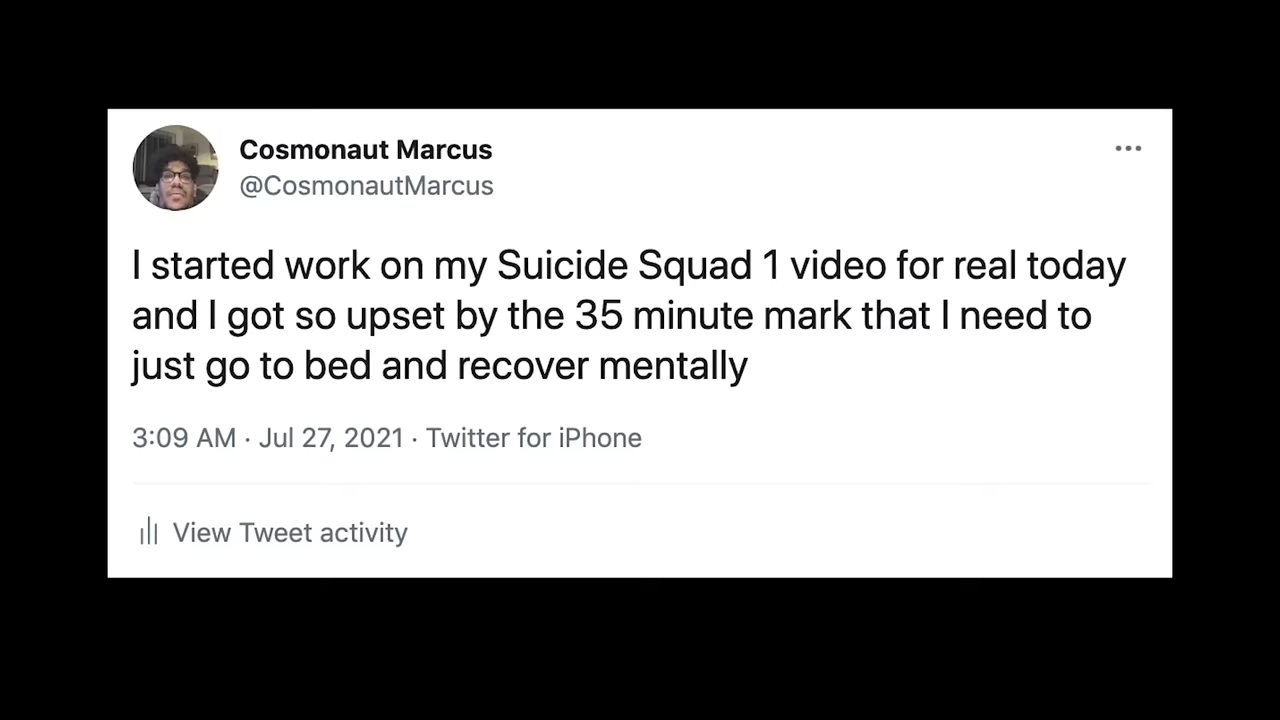 Cosmonaut Marcus
@CosmonautMarcus
I started work on my Suicide Squad 1 video for real today
and I got so upset by the 35 minute mark that I need to
just go to bed and recover mentally
3:09 AM · Jul 27, 2021 · Twitter for iPhone
View Tweet activity